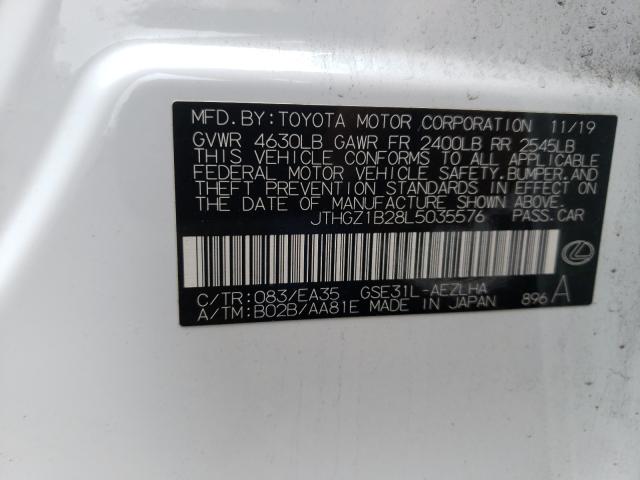 MFD. BY: TOYOTA MOTOR CORPORATION 11/19
GVWR 4630LB GAWR FR 2400LB RR 2545LB
THIS VEHICLE CONFORMS TO ALL APPLICABLE
FEDERAL MOTOR VEHICLE SAFETY, BUMPER, AND
THEFT PREVENTION STANDARDS IN EFFECT ON
THE DATE OF MANUFACTURE SHOWN ABOVE.
JTHGZ1B28L5035576 PASS. CAR
C/TR: 083/EA35 GSE31L-AEZLHA
A/TM: B02B/AA81E MADE IN JAPAN 896 A